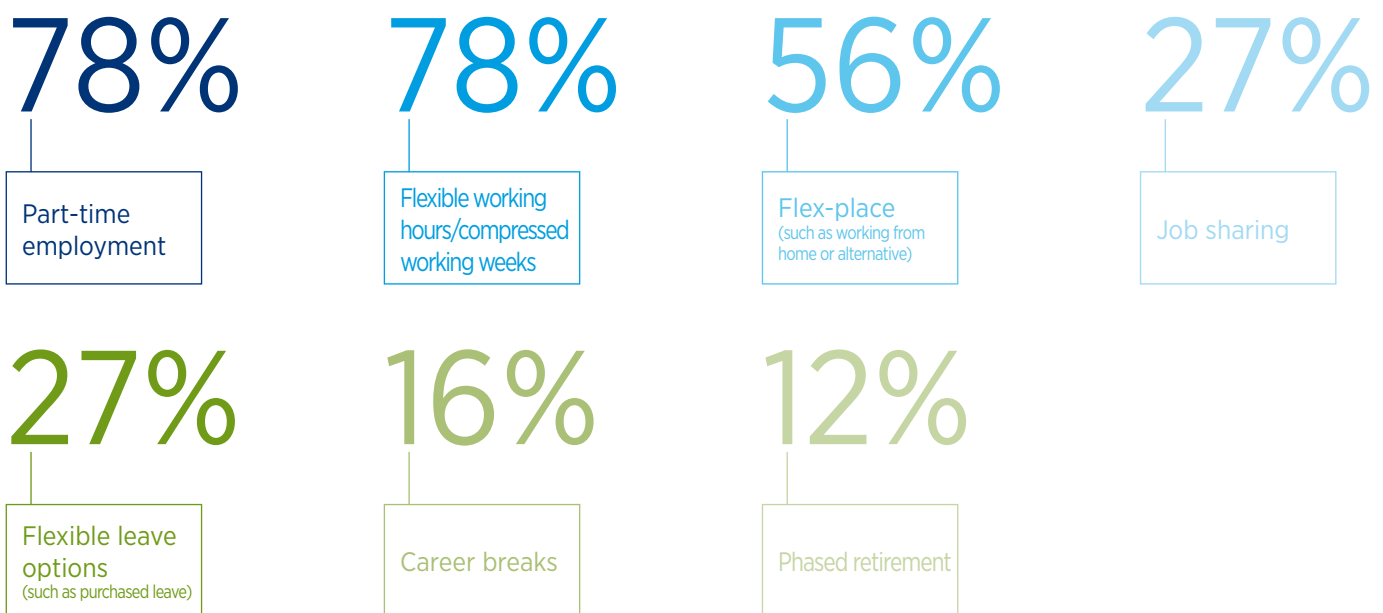 78%
78%
56%
27%
Part-time
employment
Flexible working
hours/compressed
working weeks
Flex-place
(such as working from
home or alternative)
Job sharing
27%
16%
12%
Flexible leave
options
(such as purchased leave)
Career breaks
Phased retirement